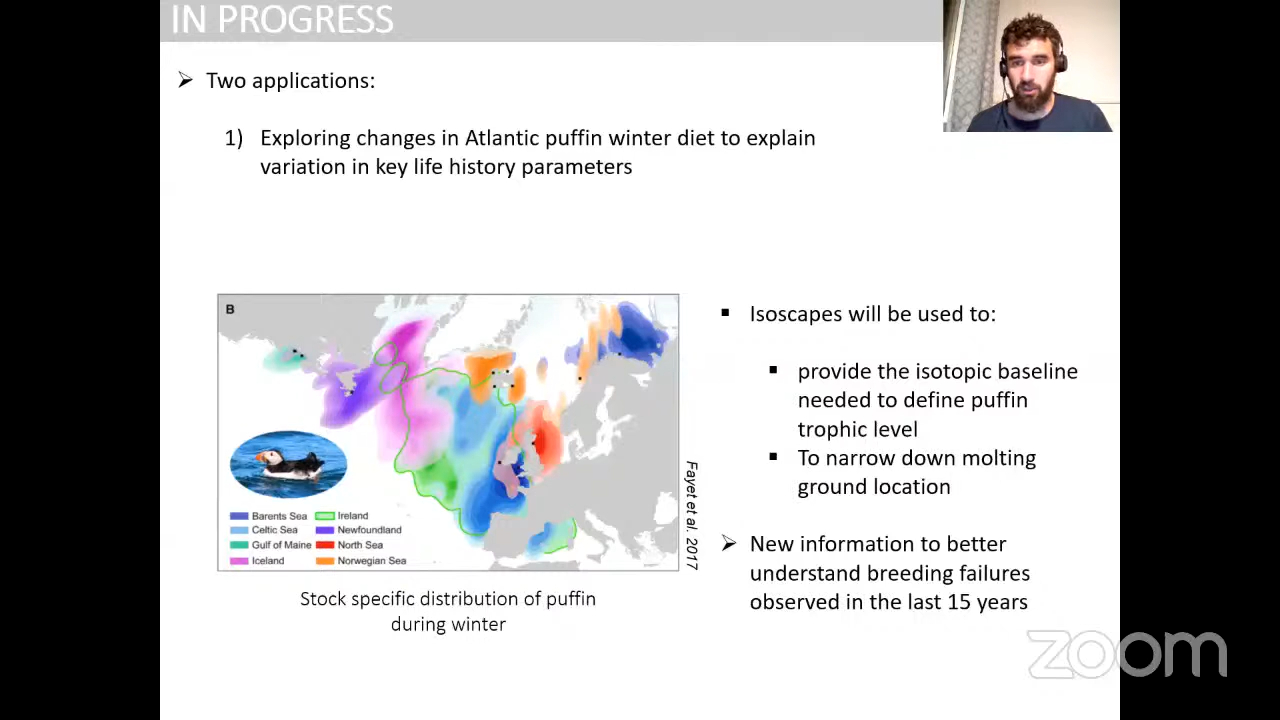 IN PROGRESS
➢ Two applications:
1) Exploring changes in Atlantic puffin winter diet to explain
variation in key life history parameters
B
Barents Sea
Ireland
Celtic Sea
Newfoundland
Gulf of Maine
North Sea
Iceland
Norwegian Sea
Fayet et al. 2017
Stock specific distribution of puffin
during winter
▪ Isoscapes will be used to:
▪ provide the isotopic baseline
needed to define puffin
trophic level
▪ To narrow down molting
ground location
➢ New information to better
understand breeding failures
observed in the last 15 years
zoom